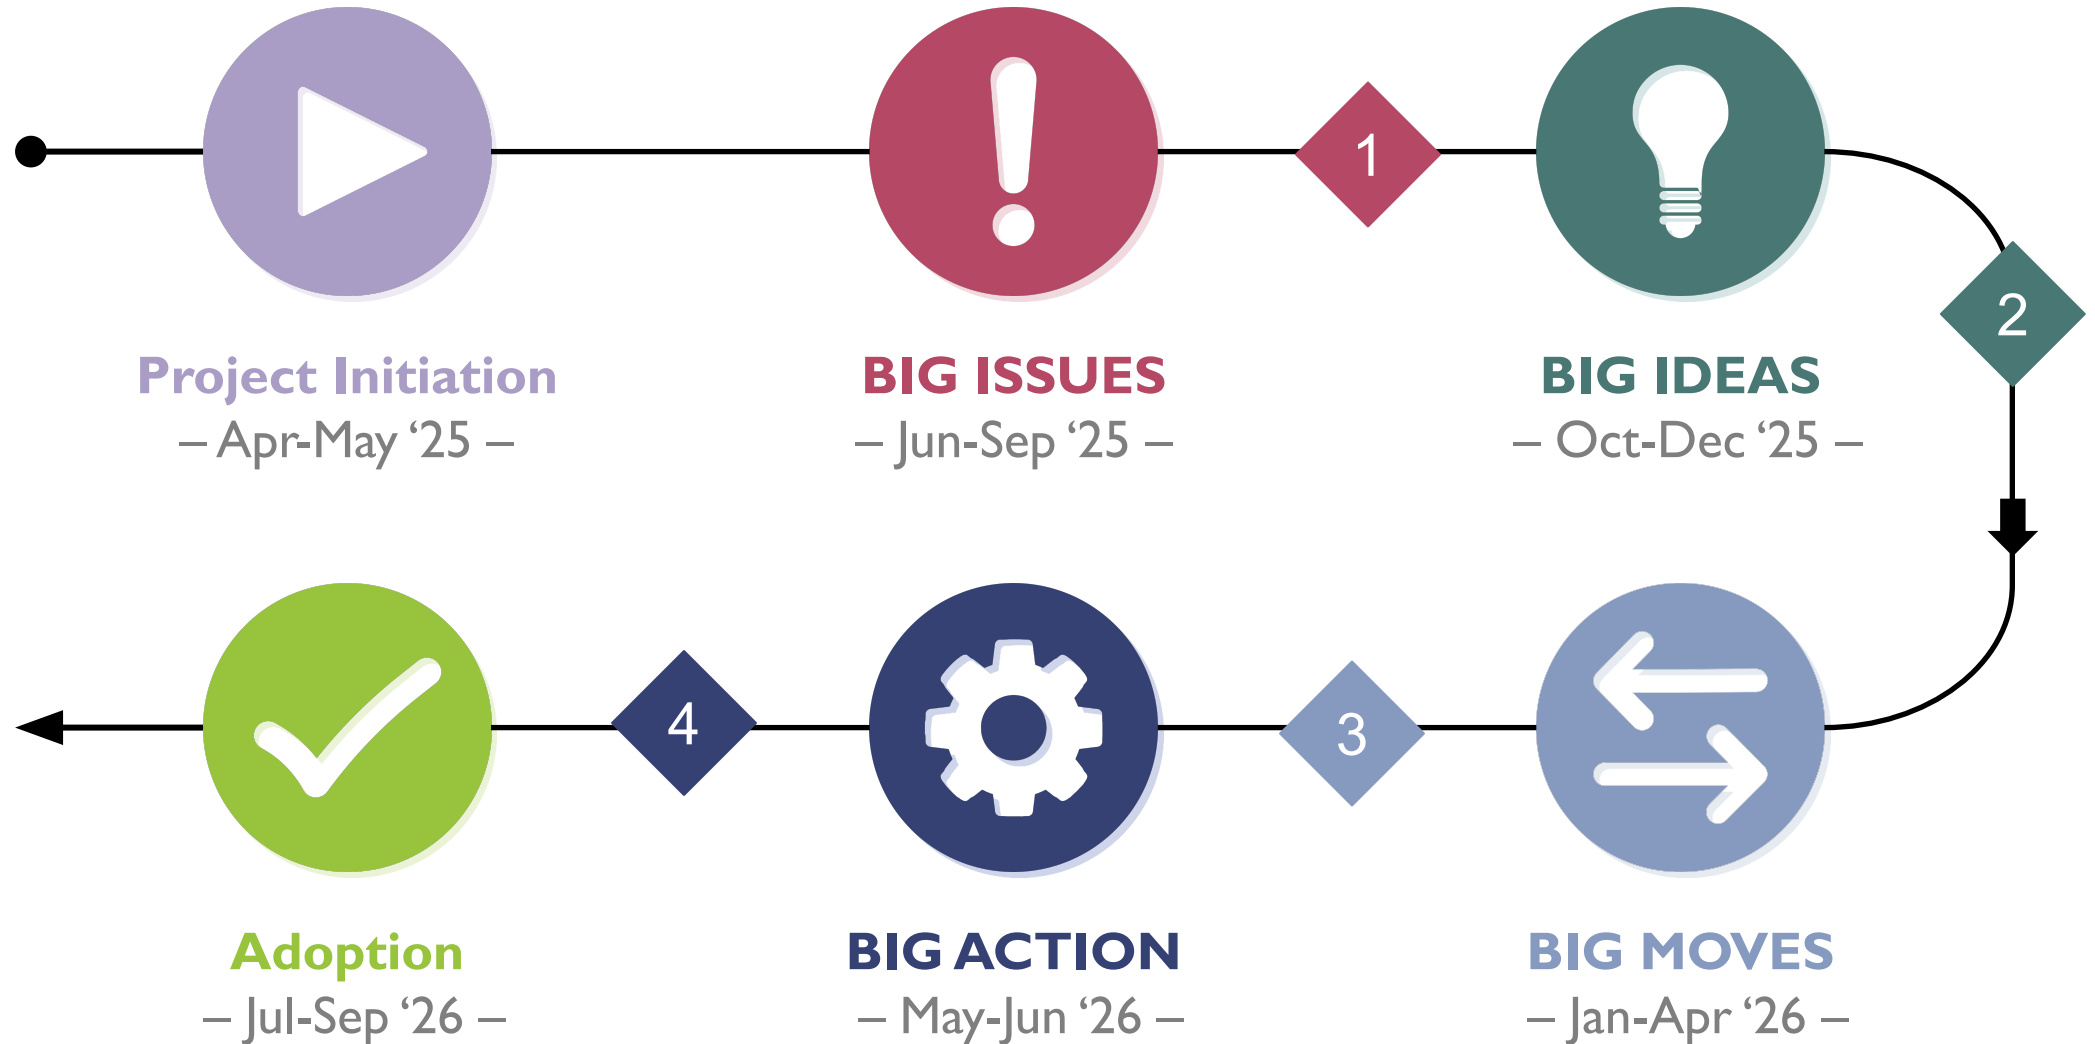 1
2
Project Initiation
– Apr-May ‘25 –
BIG ISSUES
– Jun-Sep ‘25 –
BIG IDEAS
– Oct-Dec ‘25 –
3
4
BIG MOVES
– Jan-Apr ‘26 –
BIG ACTION
– May-Jun ‘26 –
Adoption
– Jul-Sep ‘26 –